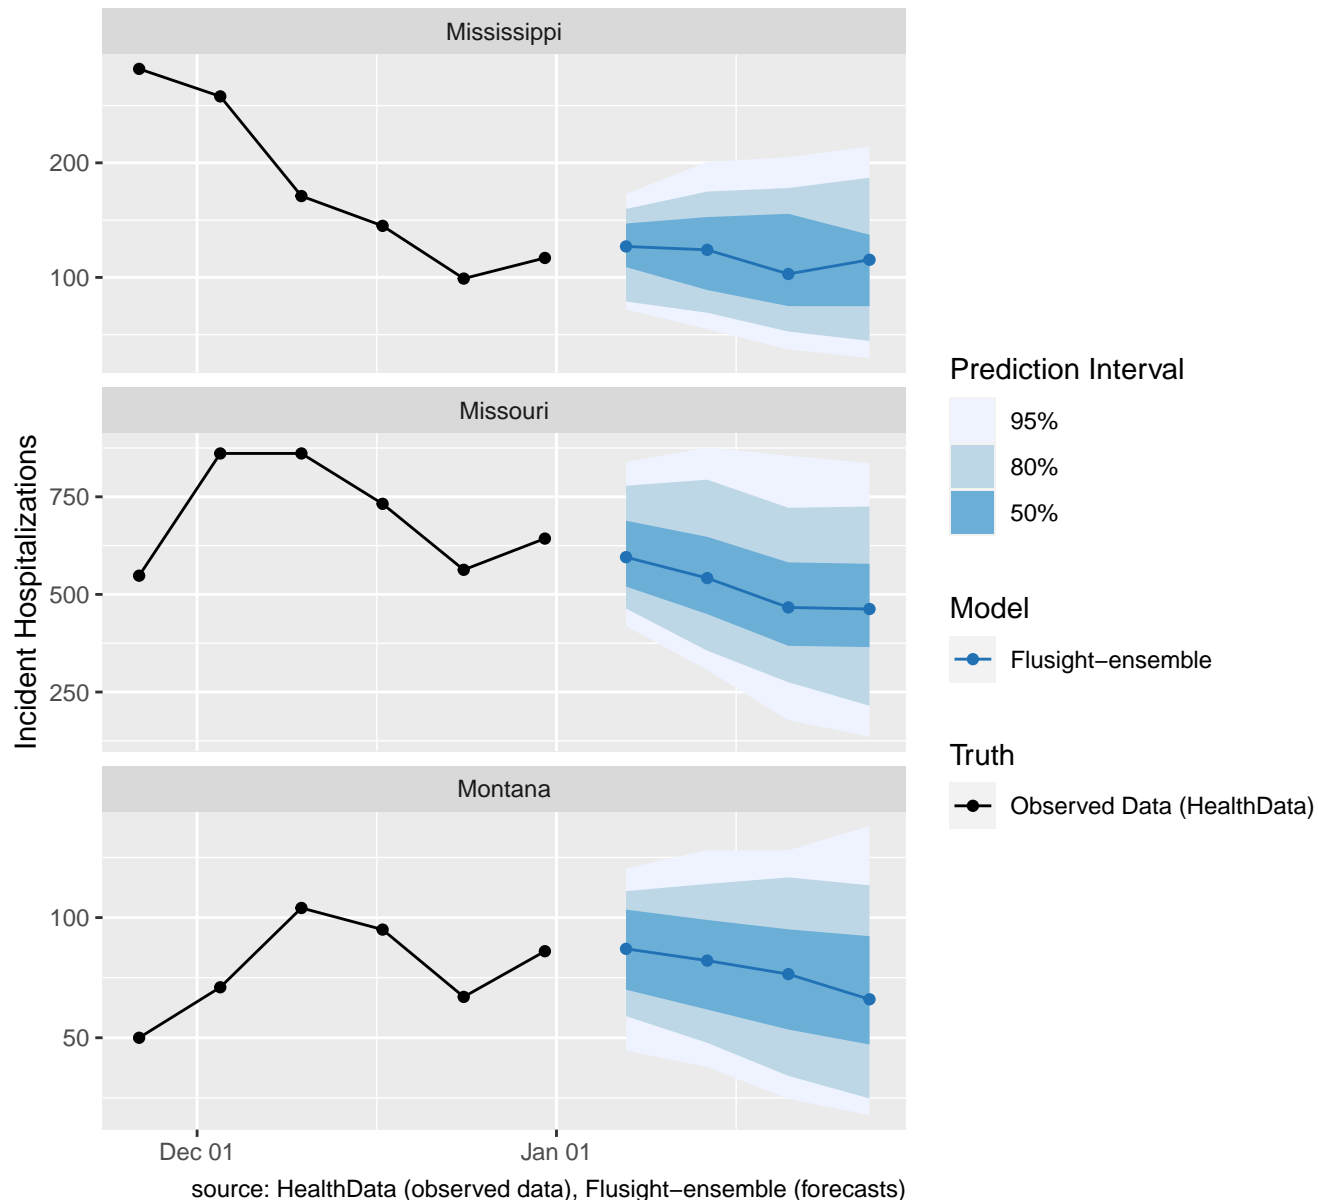 Mississippi
200
100
Missouri
750
500
250
Montana
100
50
Incident Hospitalizations
Dec 01
Jan 01
source: HealthData (observed data), Flusight−ensemble (forecasts)
Prediction Interval
95%
80%
50%
Model
Flusight−ensemble
Truth
Observed Data (HealthData)